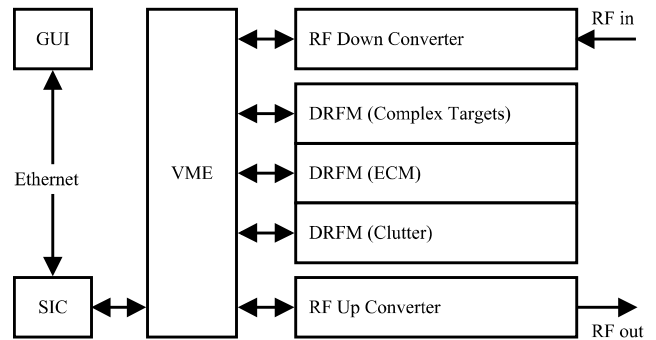 GUI
Ethernet
SIC
VME
RF Down Converter
RF in
DRFM (Complex Targets)
DRFM (ECM)
DRFM (Clutter)
RF Up Converter
RF out